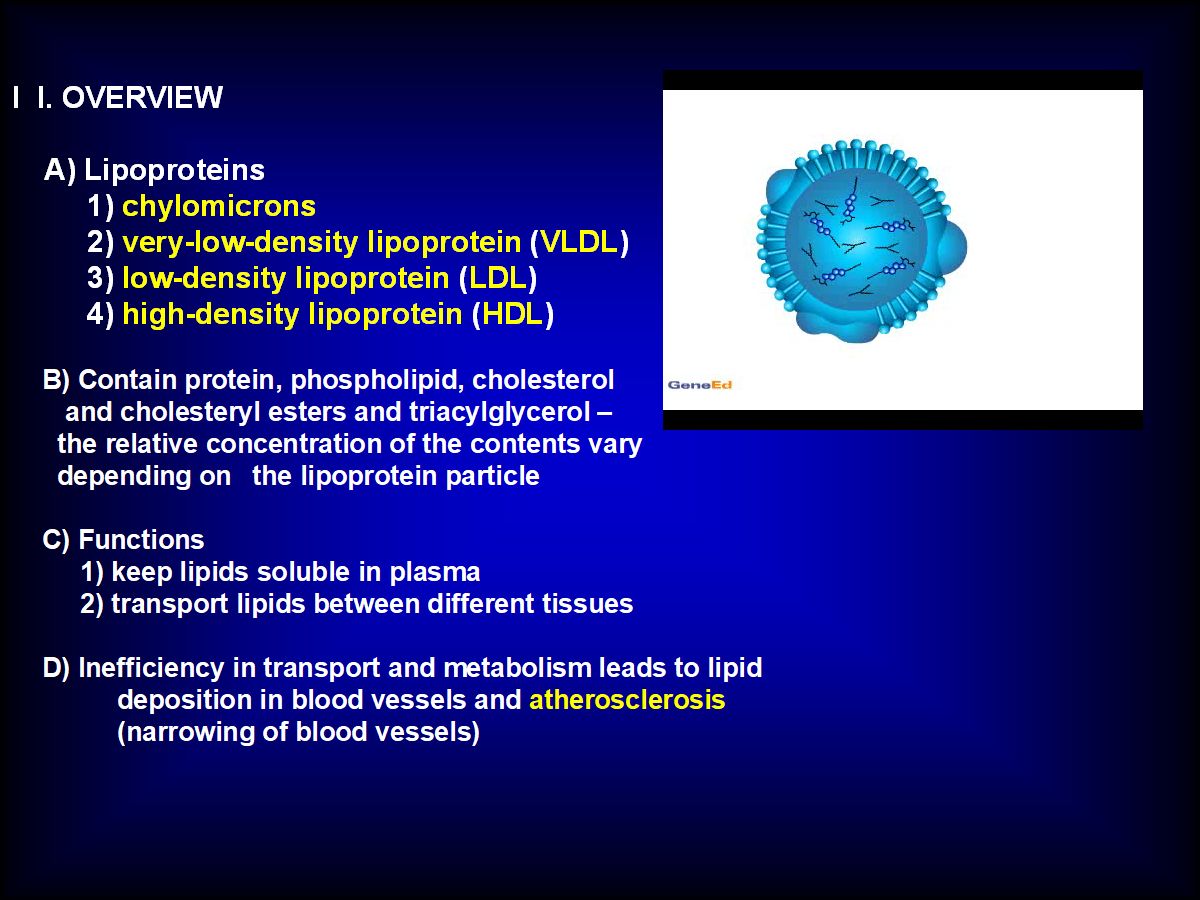 I I. OVERVIEW
A) Lipoproteins
1) chylomicrons
2) very-low-density lipoprotein (VLDL)
3) low-density lipoprotein (LDL)
4) high-density lipoprotein (HDL)
B) Contain protein, phospholipid, cholesterol
and cholesteryl esters and triacylglycerol –
the relative concentration of the contents vary
depending on the lipoprotein particle
C) Functions
1) keep lipids soluble in plasma
2) transport lipids between different tissues
D) Inefficiency in transport and metabolism leads to lipid
deposition in blood vessels and atherosclerosis
(narrowing of blood vessels)
GeneEd